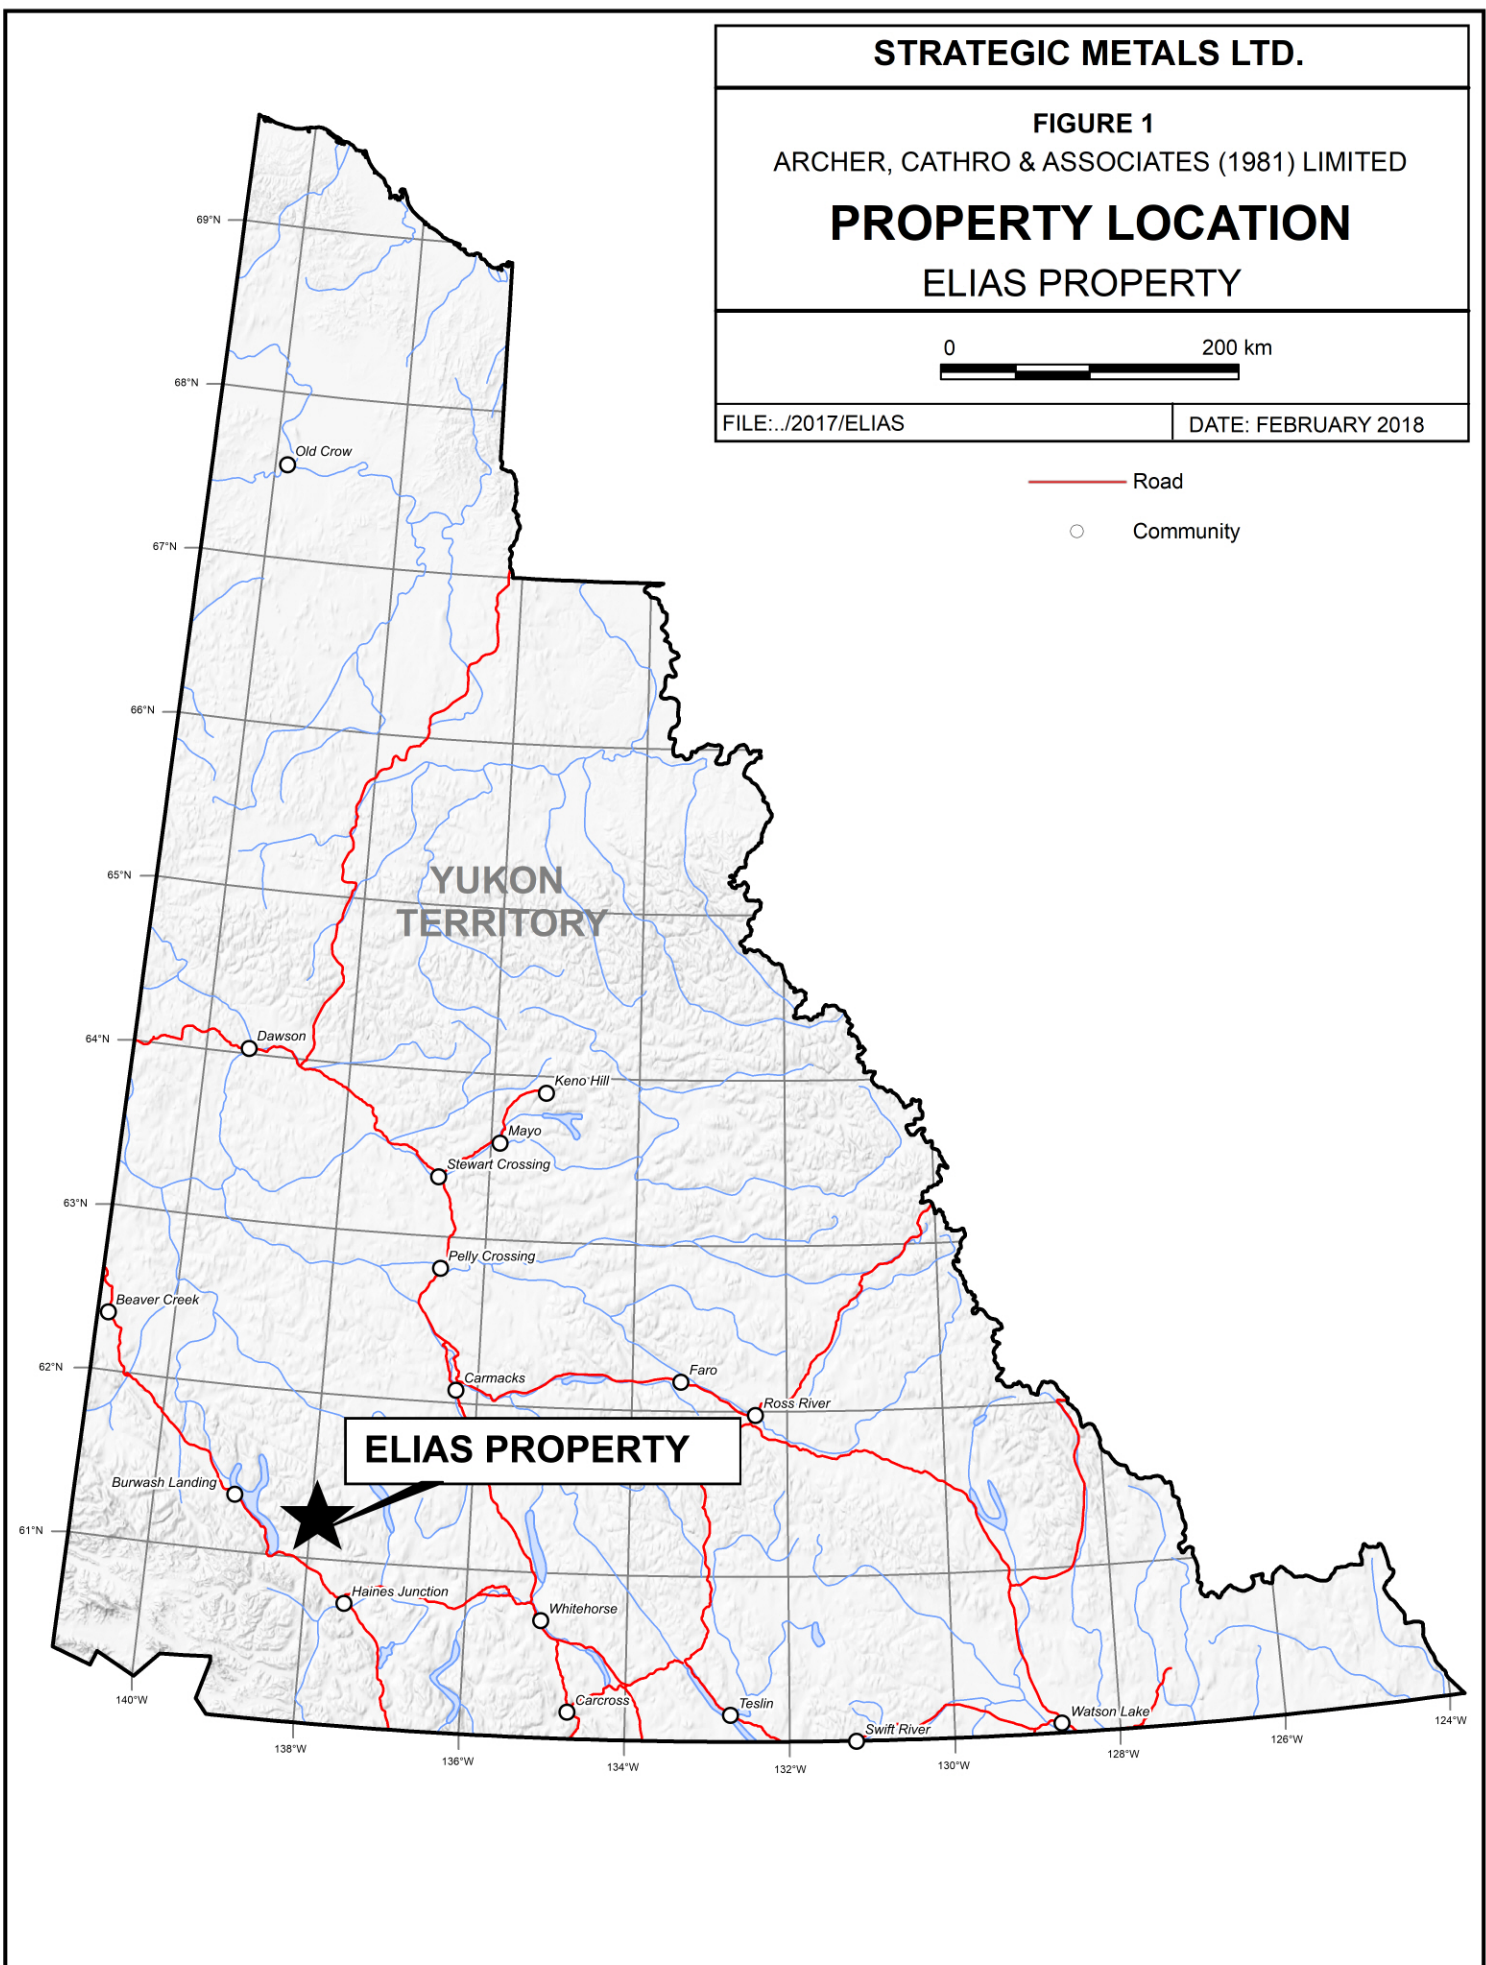 STRATEGIC METALS LTD.
FIGURE 1
ARCHER, CATHRO & ASSOCIATES (1981) LIMITED
PROPERTY LOCATION
ELIAS PROPERTY
0 200 km
FILE:../2017/ELIAS DATE: FEBRUARY 2018
Road
Community
69°N
68°N
Old Crow
67°N
66°N
65°N
YUKON
TERRITORY
64°N
Dawson
Keno Hill
Mayo
Stewart Crossing
63°N
Pelly Crossing
Beaver Creek
62°N
Faro
Carmacks
Ross River
ELIAS PROPERTY
Burwash Landing
61°N
Haines Junction
Whitehorse
Carcross
Teslin
Swift River
Watson Lake
140°W
138°W
136°W
134°W
132°W
130°W
128°W
126°W
124°W